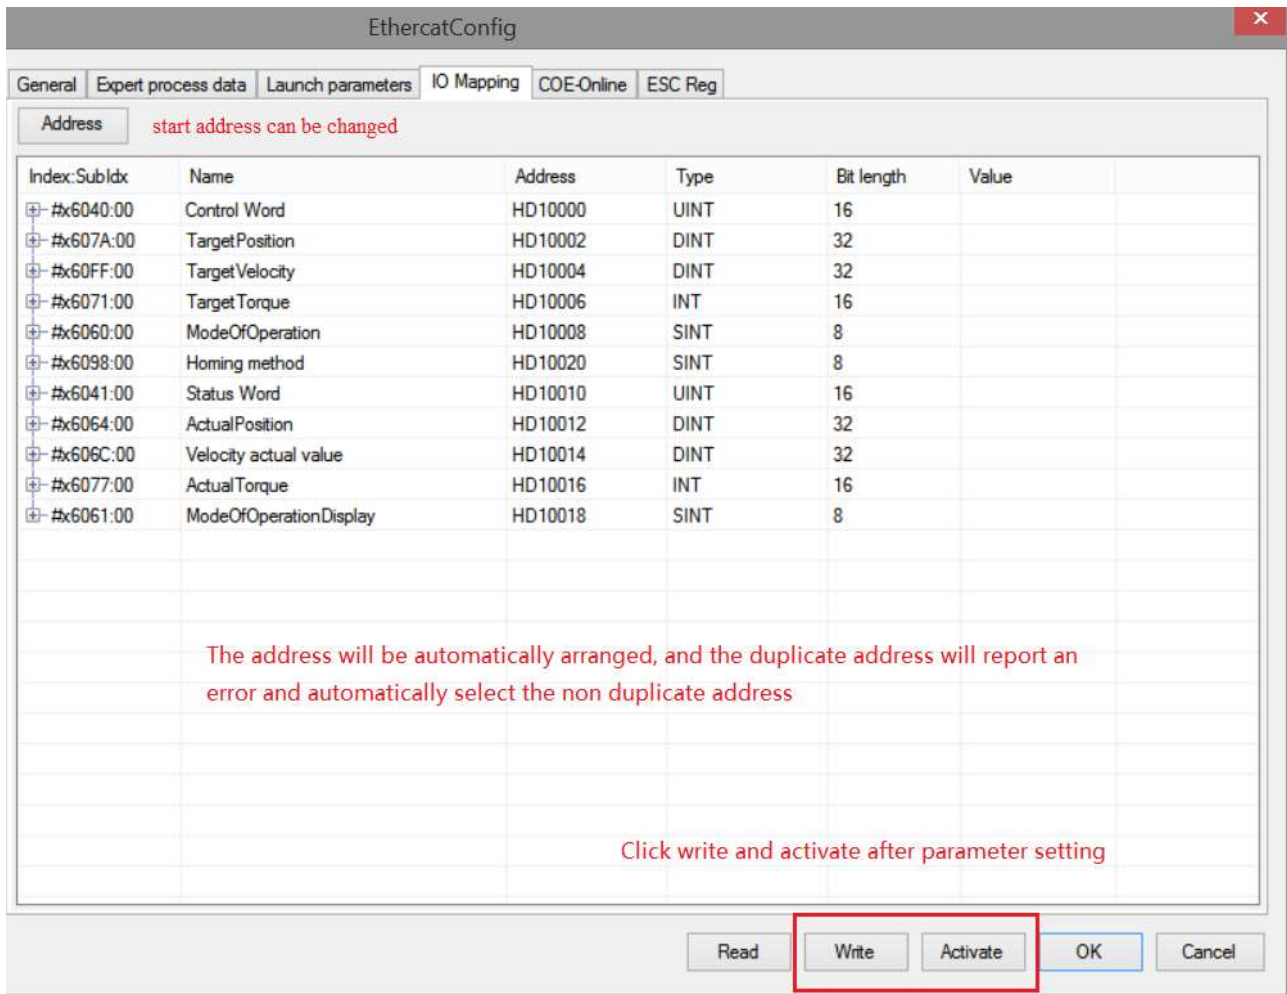 EthercatConfig
×
General Expert process data Launch parameters IO Mapping COE-Online ESC Reg
Address start address can be changed
Index:SubIdx Name Address Type Bit length Value
#x6040:00 Control Word HD10000 UINT 16
#x607A:00 TargetPosition HD10002 DINT 32
#x60FF:00 TargetVelocity HD10004 DINT 32
#x6071:00 TargetTorque HD10006 INT 16
#x6060:00 ModeOfOperation HD10008 SINT 8
#x6098:00 Homing method HD10020 SINT 8
#x6041:00 Status Word HD10010 UINT 16
#x6064:00 ActualPosition HD10012 DINT 32
#x606C:00 Velocity actual value HD10014 DINT 32
#x6077:00 ActualTorque HD10016 INT 16
#x6061:00 ModeOfOperationDisplay HD10018 SINT 8
The address will be automatically arranged, and the duplicate address will report an
error and automatically select the non duplicate address
Click write and activate after parameter setting
Read Write Activate OK Cancel